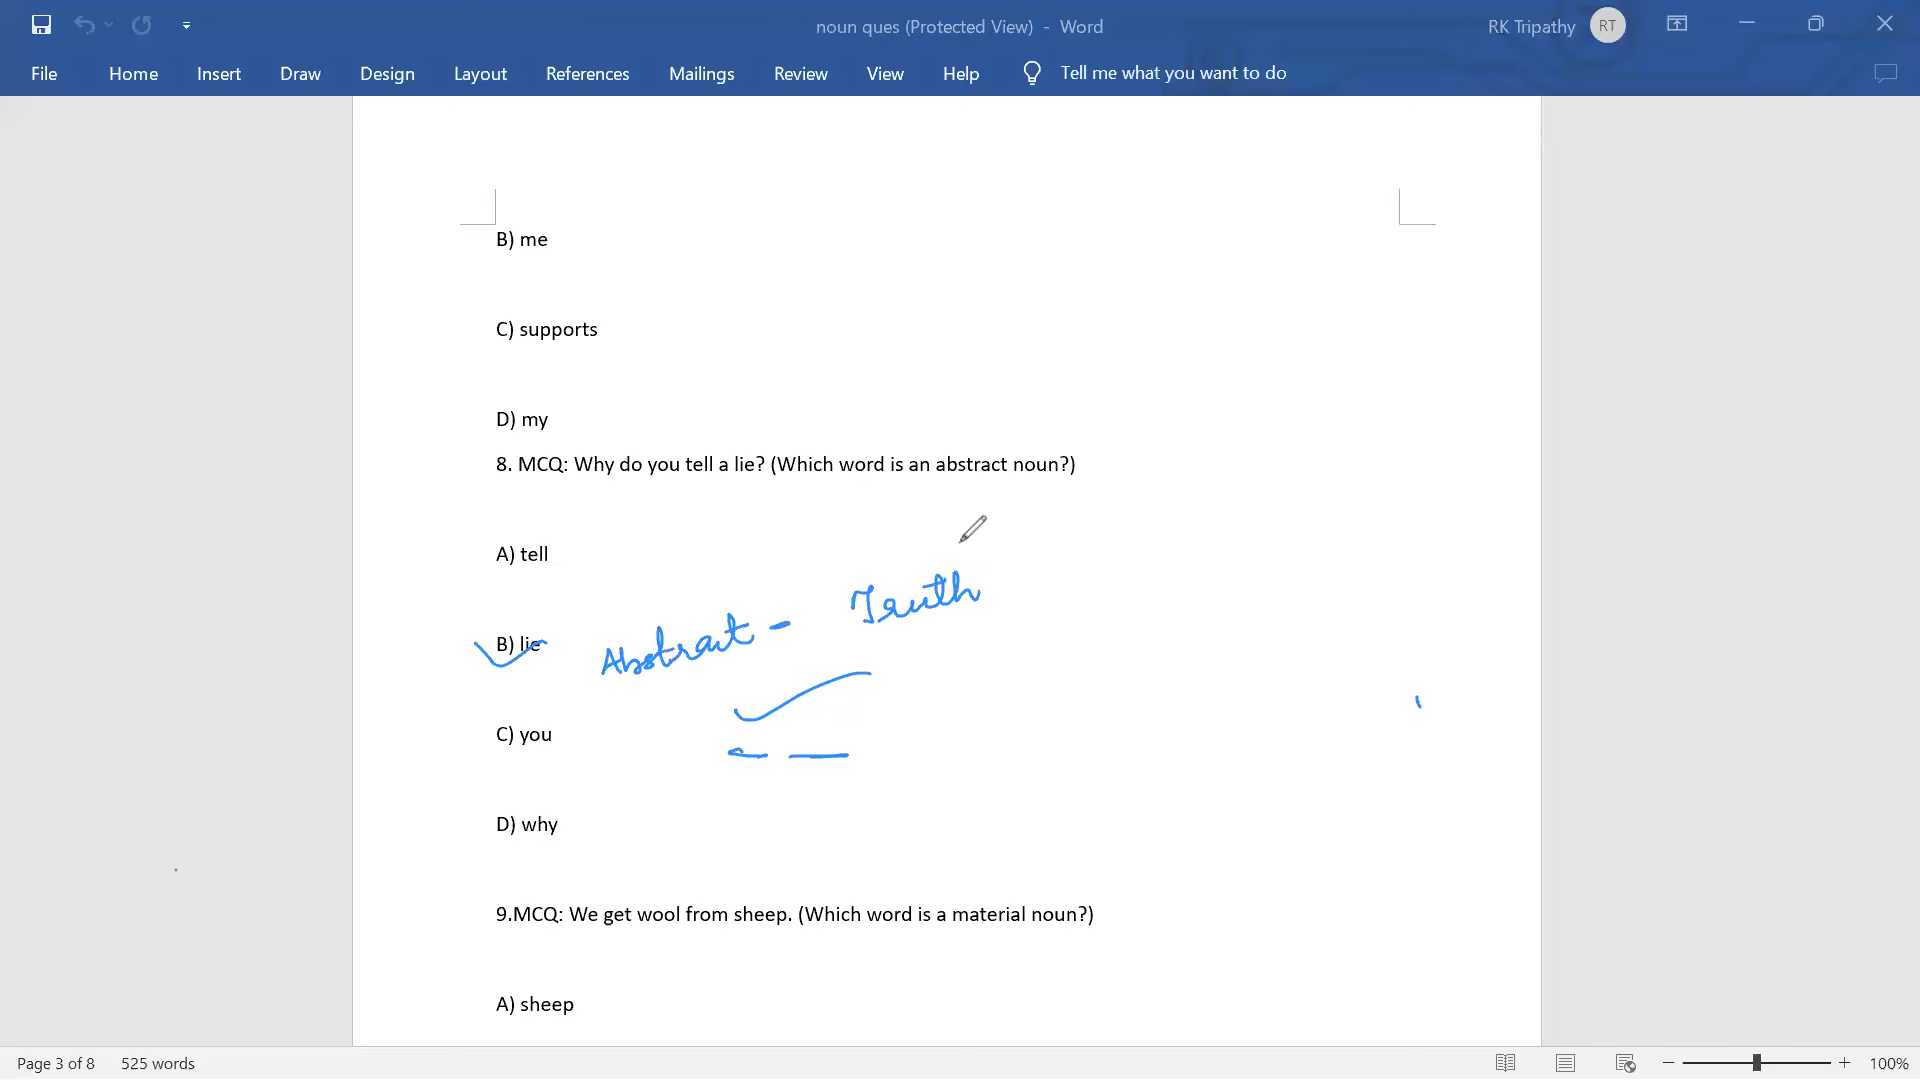 noun ques (Protected View) - Word
RK Tripathy RT
File Home Insert Draw Design Layout References Mailings Review View Help Tell me what you want to do
B) me
C) supports
D) my
8. MCQ: Why do you tell a lie? (Which word is an abstract noun?)
A) tell
Truth
B) lie Abstract -
C) you
D) why
9.MCQ: We get wool from sheep. (Which word is a material noun?)
A) sheep
Page 3 of 8 525 words 100%